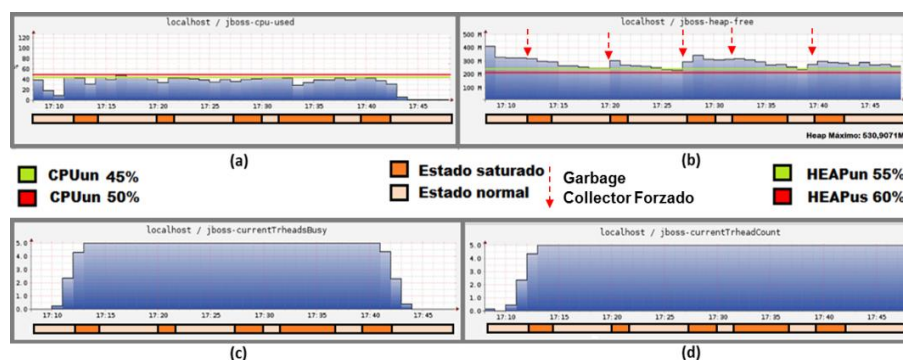 localhost / jboss-cpu-used
120
100
80
60
40
20
0
17:10 17:15 17:20 17:25 17:30 17:35 17:40 17:45
(a)
localhost / jboss-heap-free
500 M
400 M
300 M
200 M
100 M
17:10 17:15 17:20 17:25 17:30 17:35 17:40 17:45
Heap Máximo: 530,9071M
(b)
CPUun 45%
CPUun 50%
Estado saturado
Estado normal
Garbage
Collector Forzado
HEAPun 55%
HEAPus 60%
localhost / jboss-currentTrheadsBusy
5.0
4.0
3.0
2.0
1.0
0.0
17:10 17:15 17:20 17:25 17:30 17:35 17:40 17:45
(c)
localhost / jboss-currentTrheadCount
5.0
4.0
3.0
2.0
1.0
0.0
17:10 17:15 17:20 17:25 17:30 17:35 17:40 17:45
(d)